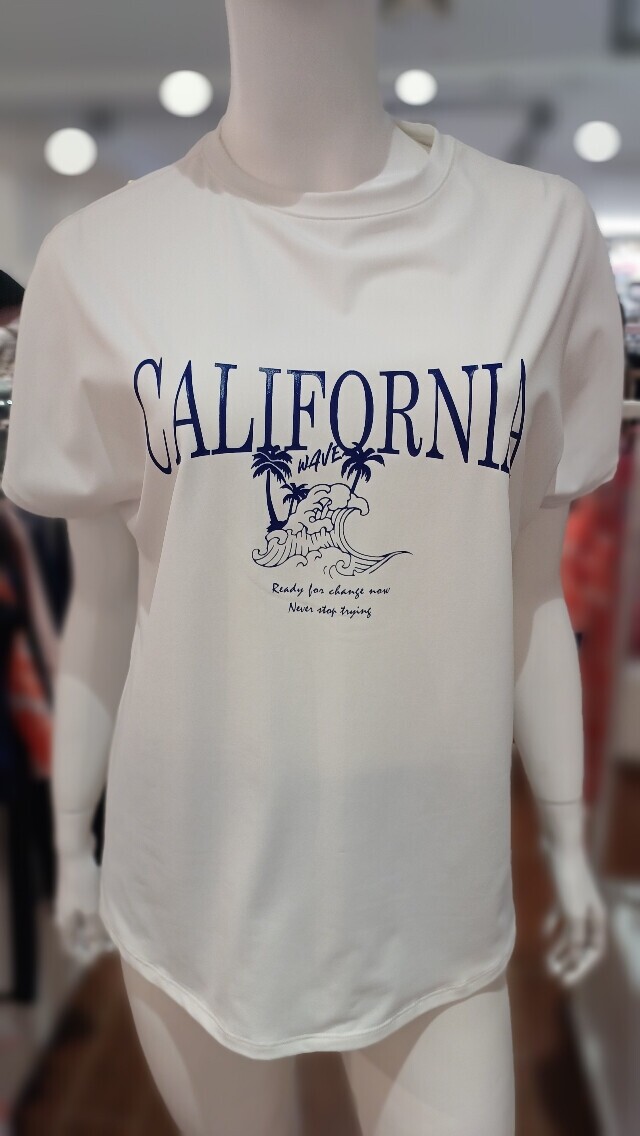 CALIFORNIA
WAVE
Ready for change now
Never stop trying